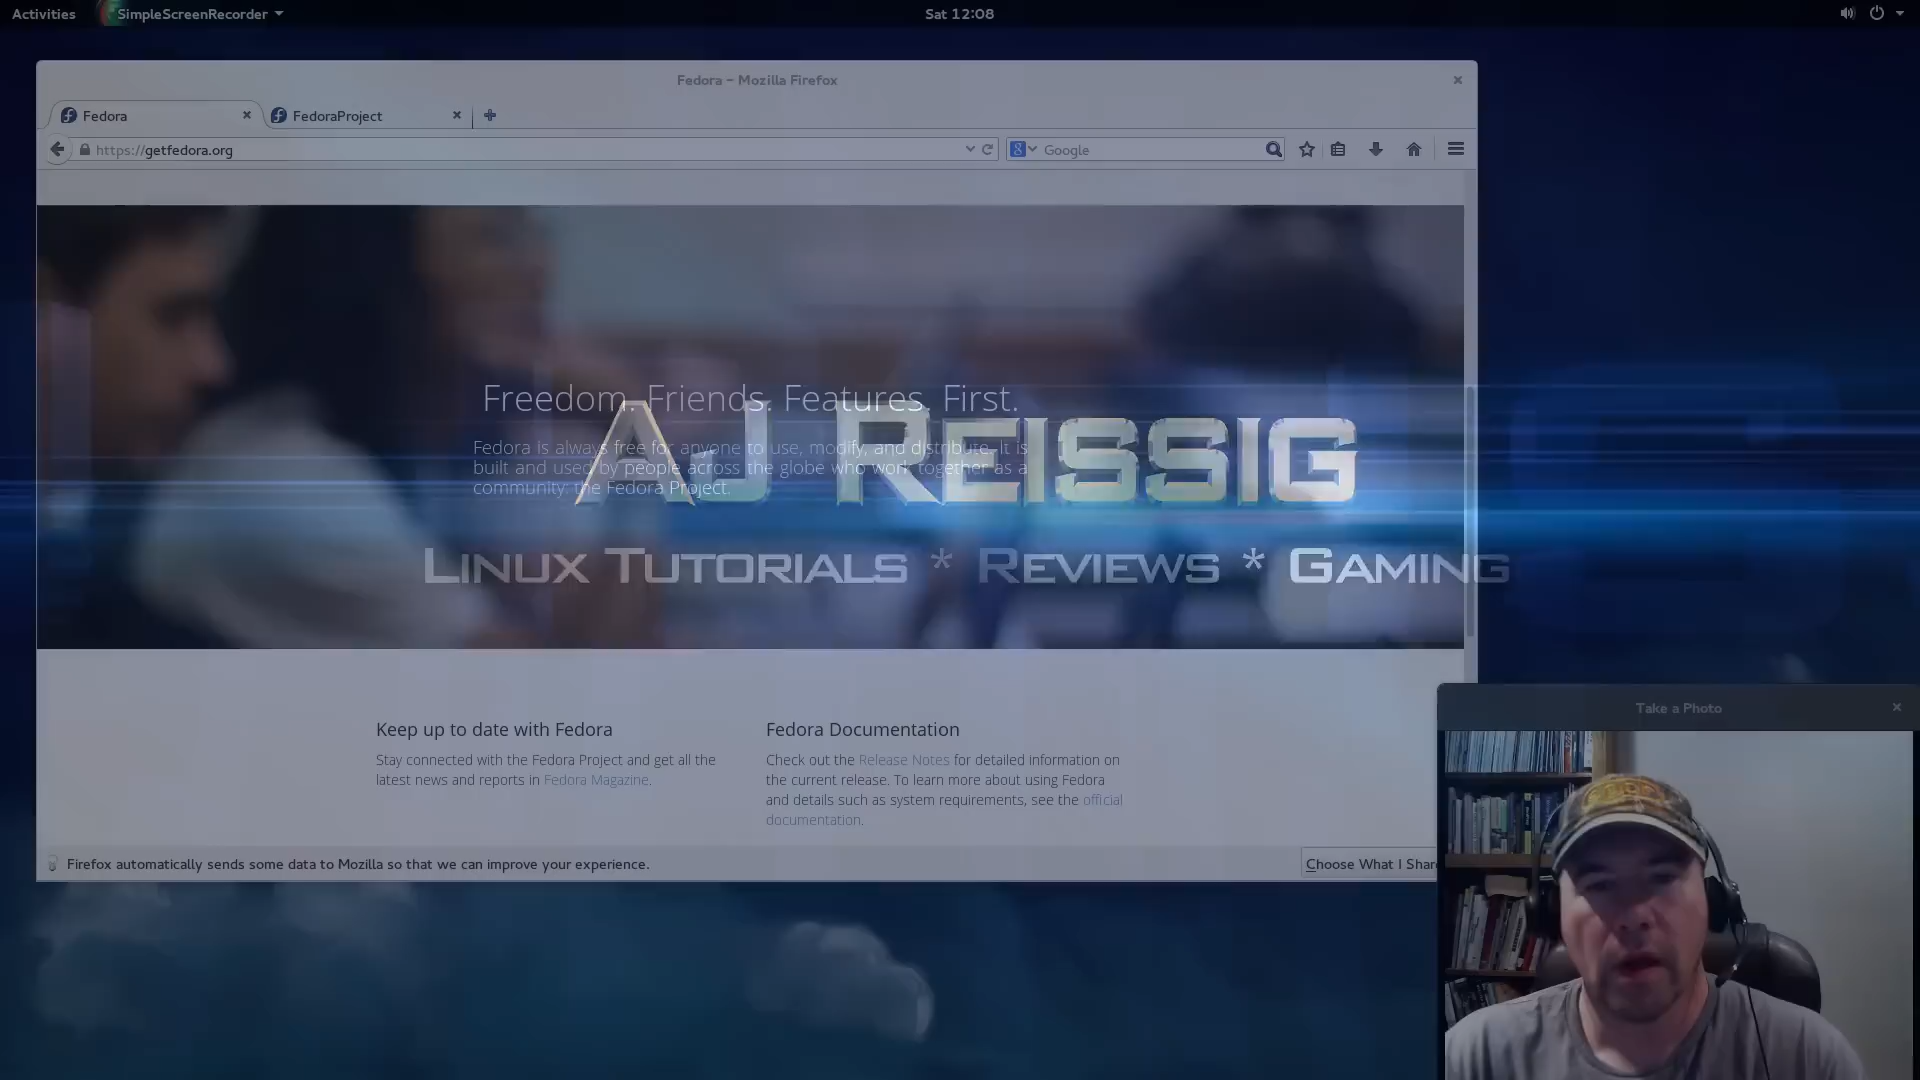 Activities
SimpleScreenRecorder
Sat 12:08
Fedora - Mozilla Firefox
Fedora
FedoraProject
https://getfedora.org
Google
Freedom. Friends. Features. First.
Fedora is always free for anyone to use, modify, and distribute. It is
built and used by people across the globe who work together as a
community: the Fedora Project.
AJ REISSIG
LINUX TUTORIALS * REVIEWS * GAMING
Keep up to date with Fedora
Stay connected with the Fedora Project and get all the
latest news and reports in Fedora Magazine.
Fedora Documentation
Check out the Release Notes for detailed information on
the current release. To learn more about using Fedora
and details such as system requirements, see the official
documentation.
Firefox automatically sends some data to Mozilla so that we can improve your experience.
Choose What I Shar
Take a Photo